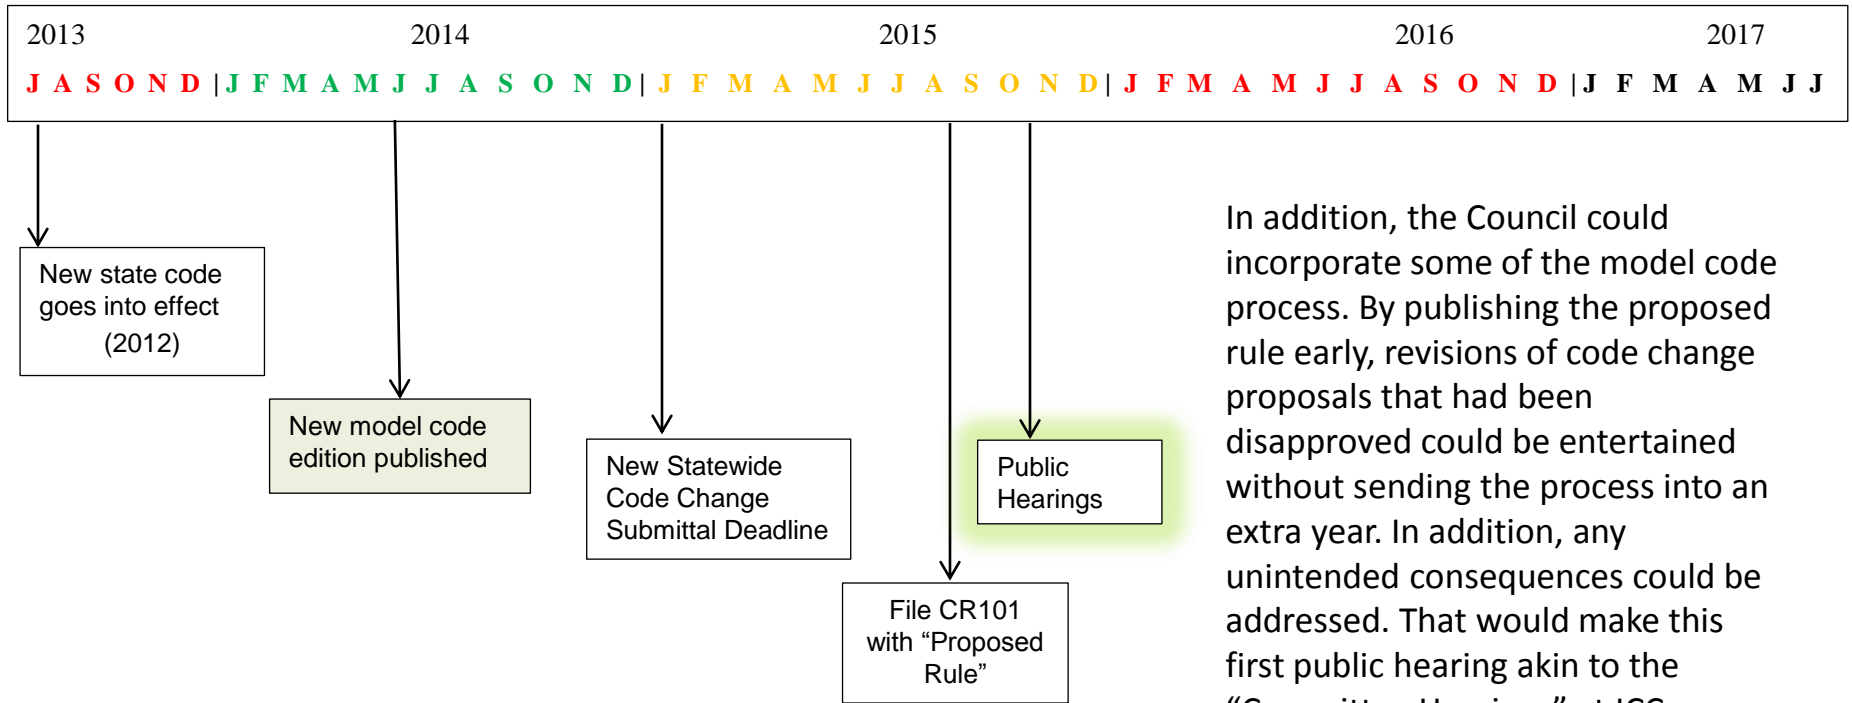 2013 2014 2015 2016 2017
J A S O N D | J F M A M J J A S O N D | J F M A M J J A S O N D | J F M A M J J A S O N D | J F M A M J J
New state code
goes into effect
(2012)
New model code
edition published
New Statewide
Code Change
Submittal Deadline
File CR101
with “Proposed
Rule”
Public
Hearings
In addition, the Council could
incorporate some of the model code
process. By publishing the proposed
rule early, revisions of code change
proposals that had been
disapproved could be entertained
without sending the process into an
extra year. In addition, any
unintended consequences could be
addressed. That would make this
first public hearing akin to the
“Committee Hearings” at ICC